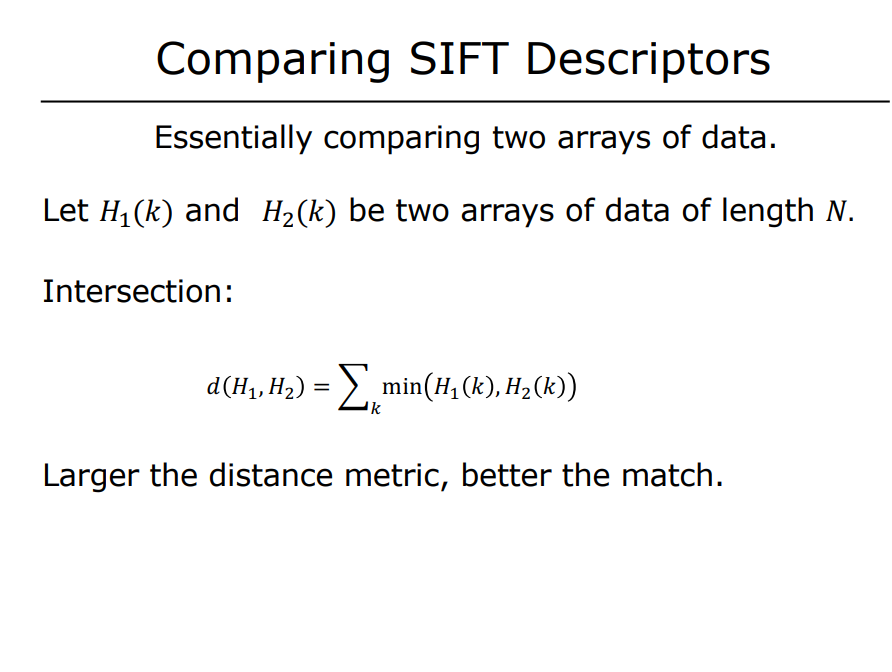 Comparing SIFT Descriptors
Essentially comparing two arrays of data.
Let H₁(k) and H₂(k) be two arrays of data of length N.
Intersection:
d(H₁, H₂) = ∑ₖ min(H₁(k), H₂(k))
Larger the distance metric, better the match.